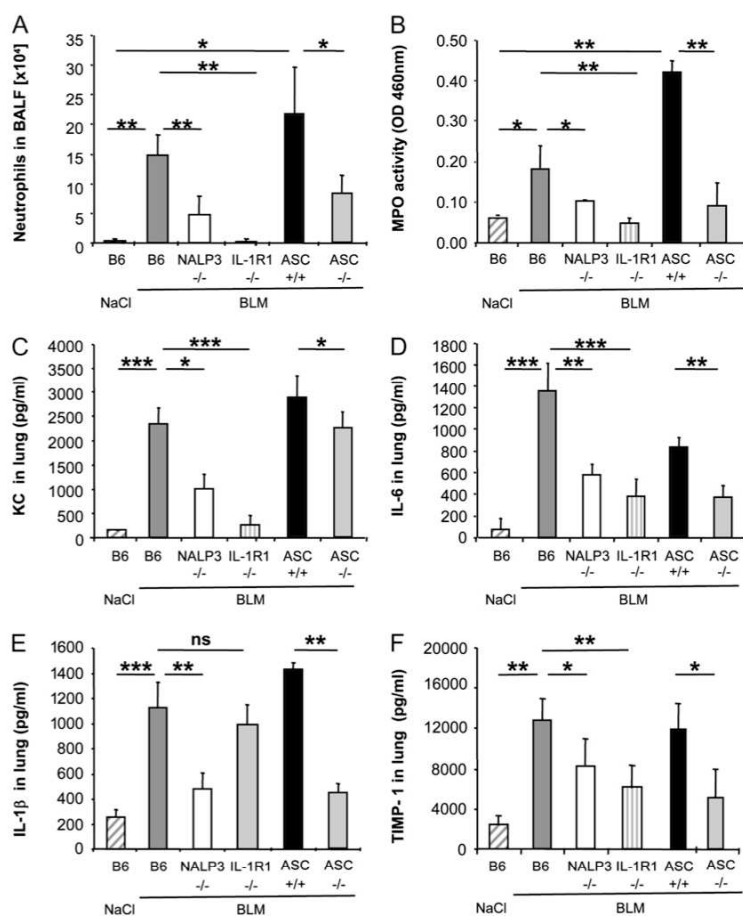 A
Neutrophils in BALF [x10⁴]
35
30
25
20
15
10
5
0
*
*
**
**
**
B6 B6 NALP3 IL-1R1 ASC ASC
-/- -/- +/+ -/-
NaCl BLM
B
MPO activity (OD 460nm)
0.50
0.40
0.30
0.20
0.10
0.00
**
**
**
*
*
B6 B6 NALP3 IL-1R1 ASC ASC
-/- -/- +/+ -/-
NaCl BLM
C
KC in lung (pg/ml)
4000
3500
3000
2500
2000
1500
1000
500
0
***
*
***
*
B6 B6 NALP3 IL-1R1 ASC ASC
-/- -/- +/+ -/-
NaCl BLM
D
IL-6 in lung (pg/ml)
1800
1600
1400
1200
1000
800
600
400
200
0
***
***
**
**
B6 B6 NALP3 IL-1R1 ASC ASC
-/- -/- +/+ -/-
NaCl BLM
E
IL-1β in lung (pg/ml)
1600
1400
1200
1000
800
600
400
200
0
ns
**
***
**
B6 B6 NALP3 IL-1R1 ASC ASC
-/- -/- +/+ -/-
NaCl BLM
F
TIMP- 1 in lung (pg/ml)
20000
16000
12000
8000
4000
0
**
**
*
*
B6 B6 NALP3 IL-1R1 ASC ASC
-/- -/- +/+ -/-
NaCl BLM